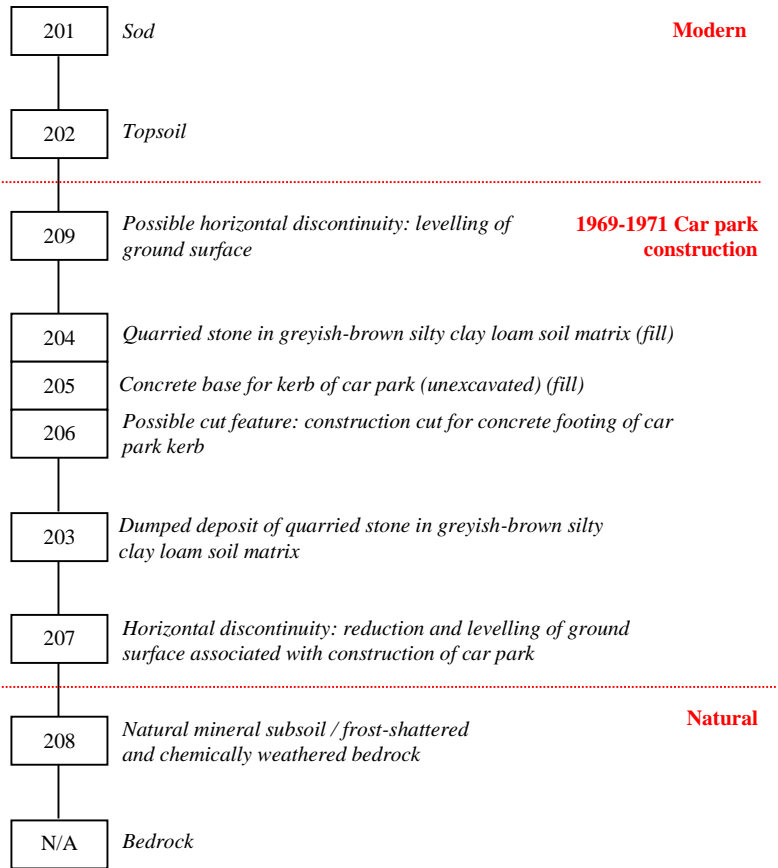 201
Sod
Modern
202
Topsoil
209
Possible horizontal discontinuity: levelling of
ground surface
1969-1971 Car park
construction
204
Quarried stone in greyish-brown silty clay loam soil matrix (fill)
205
Concrete base for kerb of car park (unexcavated) (fill)
206
Possible cut feature: construction cut for concrete footing of car
park kerb
203
Dumped deposit of quarried stone in greyish-brown silty
clay loam soil matrix
207
Horizontal discontinuity: reduction and levelling of ground
surface associated with construction of car park
Natural
208
Natural mineral subsoil / frost-shattered
and chemically weathered bedrock
N/A
Bedrock